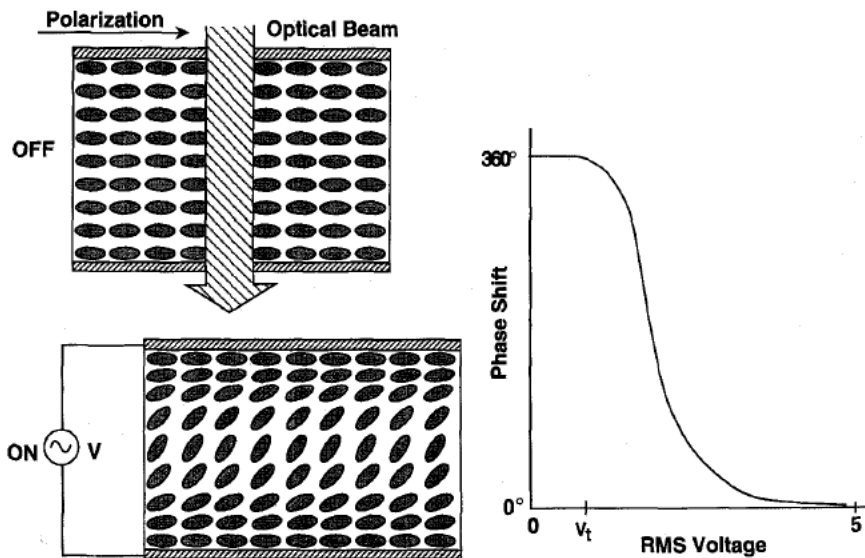 Polarization
Optical Beam
OFF
ON
V
360°
Phase Shift
0°
0
Vt
5
RMS Voltage